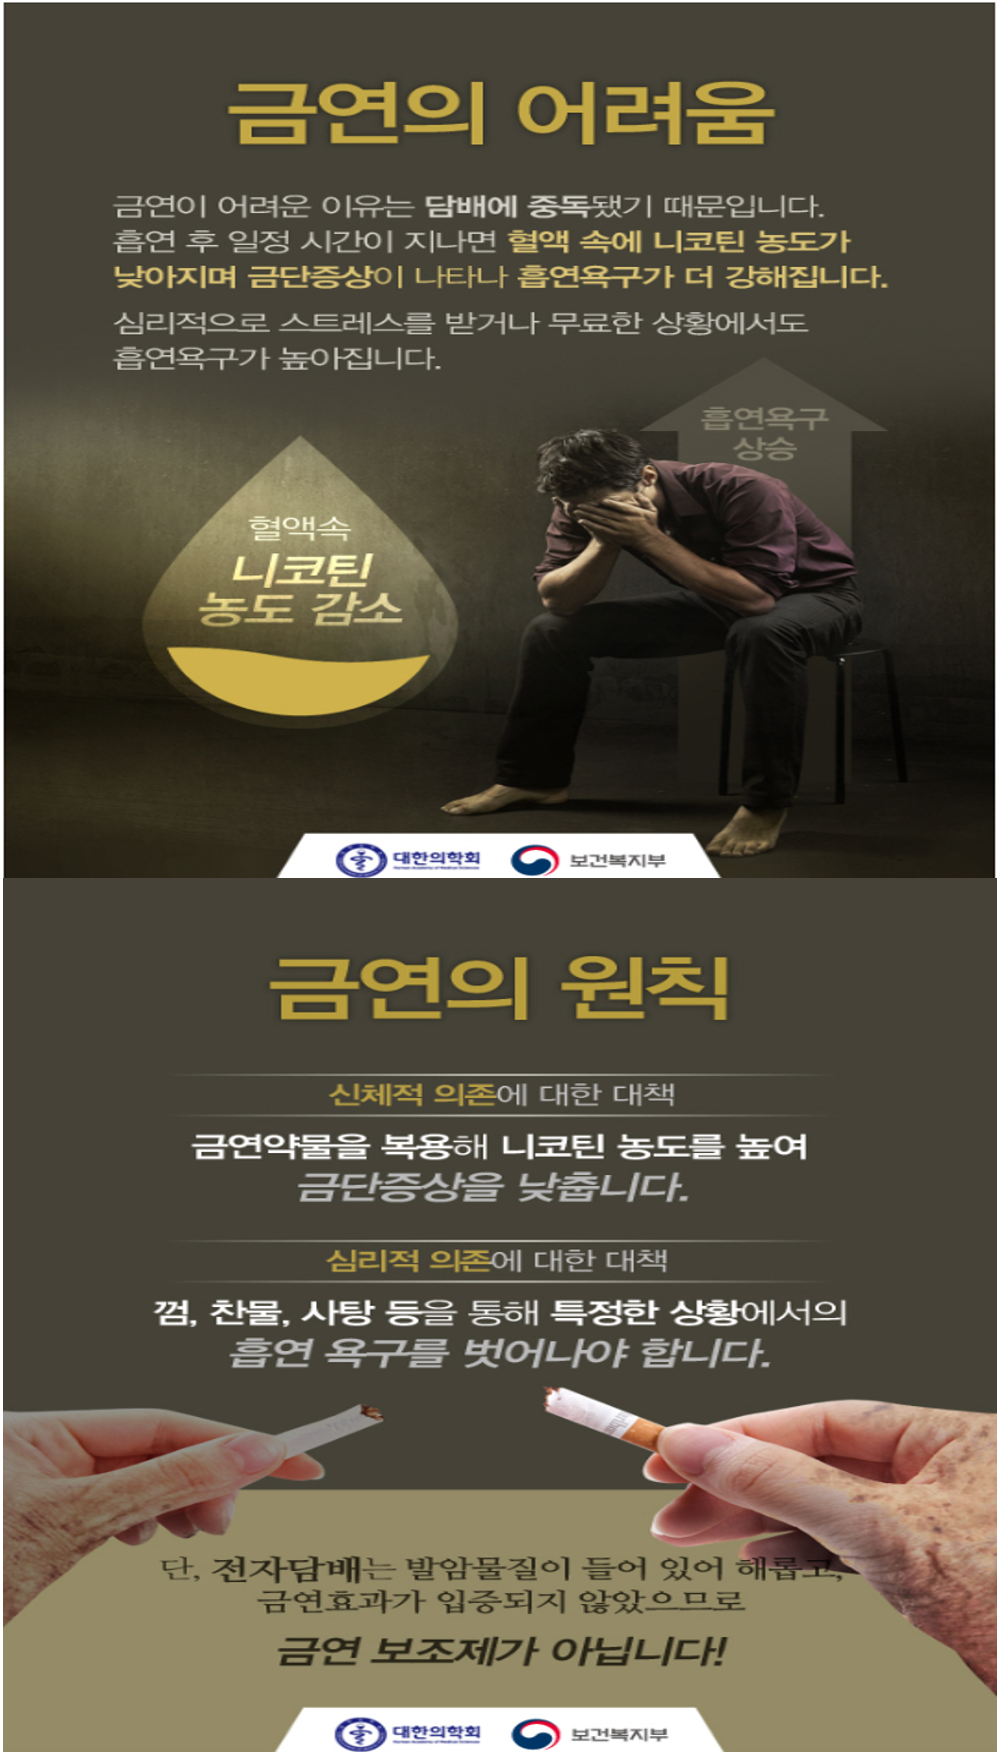 금연의 어려움
금연이 어려운 이유는 담배에 중독됐기 때문입니다.
흡연 후 일정 시간이 지나면 혈액 속에 니코틴 농도가
낮아지며 금단증상이 나타나 흡연욕구가 더 강해집니다.
심리적으로 스트레스를 받거나 무료한 상황에서도
흡연욕구가 높아집니다.
흡연욕구
상승
혈액속
니코틴
농도 감소
대한의학회
Korean Academy of Medical Sciences
보건복지부
금연의 원칙
신체적 의존에 대한 대책
금연약물을 복용해 니코틴 농도를 높여
금단증상을 낮춥니다.
심리적 의존에 대한 대책
껌, 찬물, 사탕 등을 통해 특정한 상황에서의
흡연 욕구를 벗어나야 합니다.
단, 전자담배는 발암물질이 들어 있어 해롭고,
금연효과가 입증되지 않았으므로
금연 보조제가 아닙니다!
대한의학회
Korean Academy of Medical Sciences
보건복지부